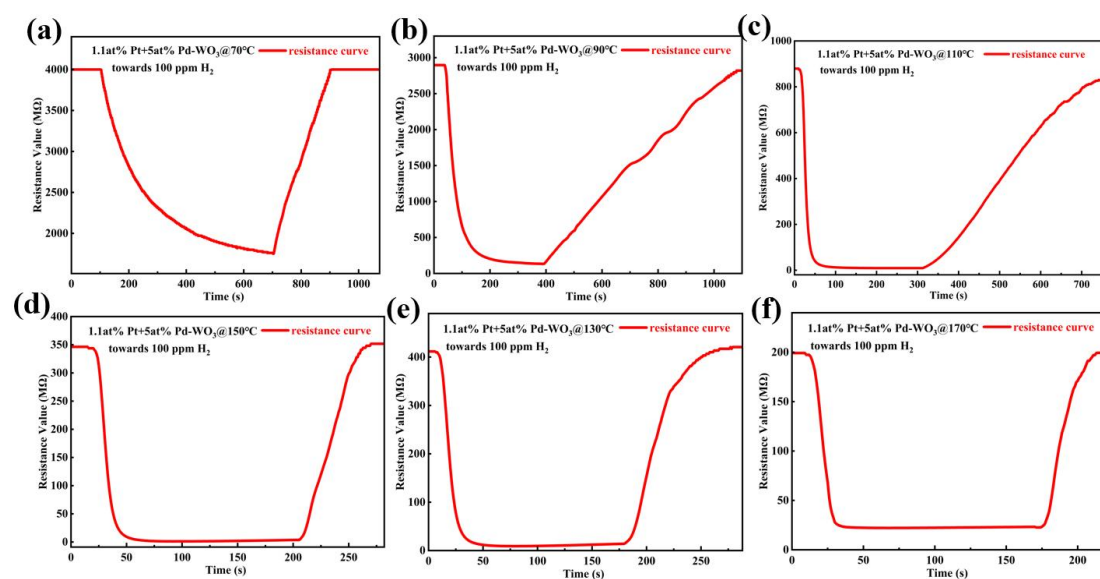 (a)
1.1at% Pt+5at% Pd-WO₃@70℃ resistance curve
towards 100 ppm H₂
Resistance Value (MΩ)
4000
3500
3000
2500
2000
0 200 400 600 800 1000
Time (s)
(b)
1.1at% Pt+5at% Pd-WO₃@90℃ resistance curve
towards 100 ppm H₂
Resistance Value (MΩ)
3000
2500
2000
1500
1000
500
0
0 200 400 600 800 1000
Time (s)
(c)
1.1at% Pt+5at% Pd-WO₃@110℃ resistance curve
towards 100 ppm H₂
Resistance Value (MΩ)
800
600
400
200
0
0 100 200 300 400 500 600 700
Time (s)
(d)
1.1at% Pt+5at% Pd-WO₃@150℃ resistance curve
towards 100 ppm H₂
Resistance Value (MΩ)
400
350
300
250
200
150
100
50
0
0 50 100 150 200 250
Time (s)
(e)
1.1at% Pt+5at% Pd-WO₃@130℃ resistance curve
towards 100 ppm H₂
Resistance Value (MΩ)
400
300
200
100
0
0 50 100 150 200 250
Time (s)
(f)
1.1at% Pt+5at% Pd-WO₃@170℃ resistance curve
towards 100 ppm H₂
Resistance Value (MΩ)
200
150
100
50
0
0 50 100 150 200
Time (s)